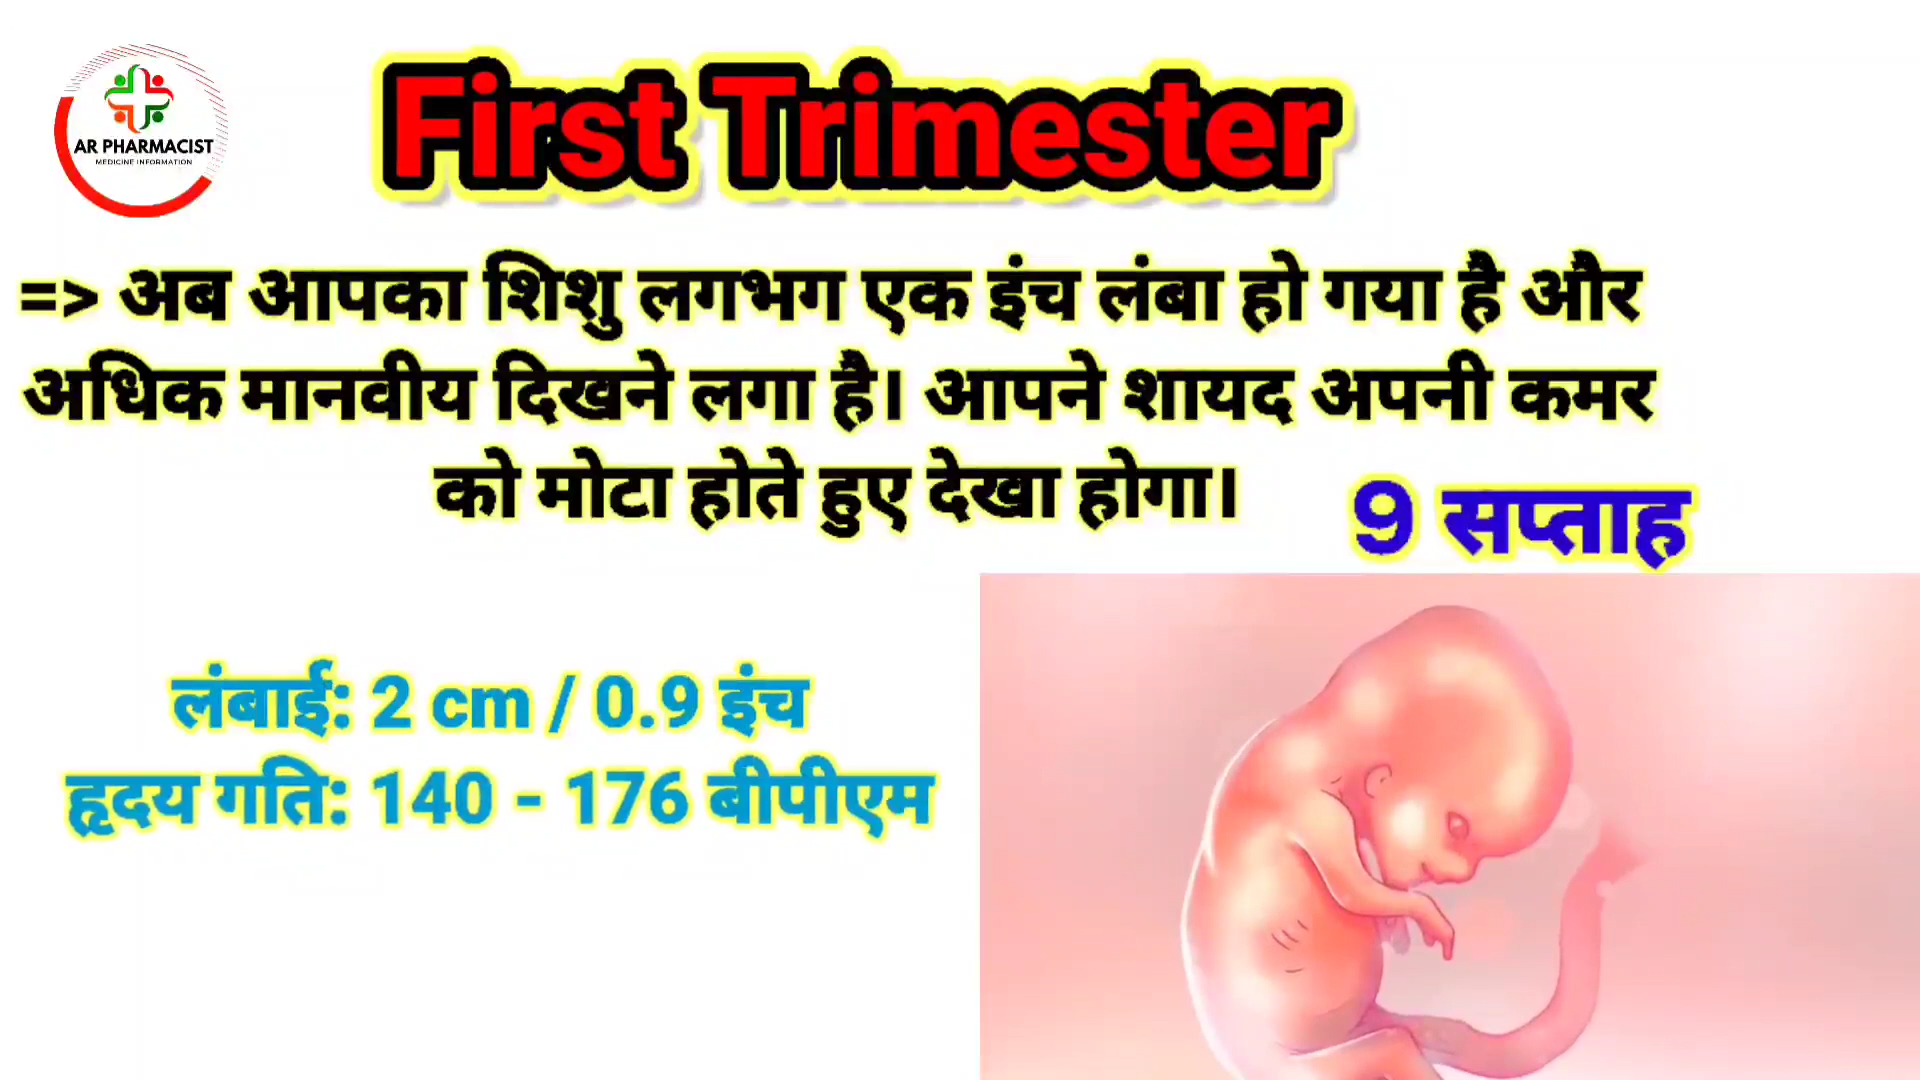 AR PHARMACIST
MEDICINE INFORMATION
First Trimester
=> अब आपका शिशु लगभग एक इंच लंबा हो गया है और
अधिक मानवीय दिखने लगा है। आपने शायद अपनी कमर
को मोटा होते हुए देखा होगा।
9 सप्ताह
लंबाई: 2 cm / 0.9 इंच
हृदय गति: 140 - 176 बीपीएम